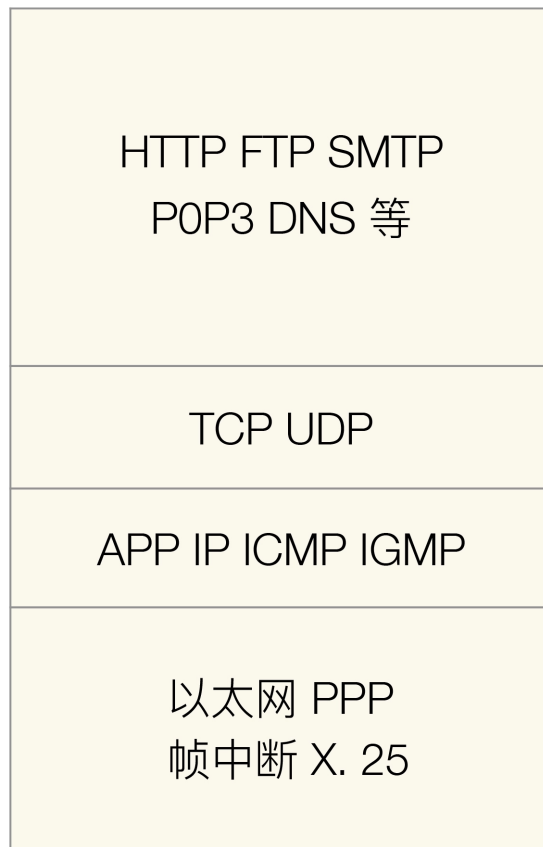 HTTP FTP SMTP
P0P3 DNS 等
TCP UDP
APP IP ICMP IGMP
以太网 PPP
帧中断 X. 25